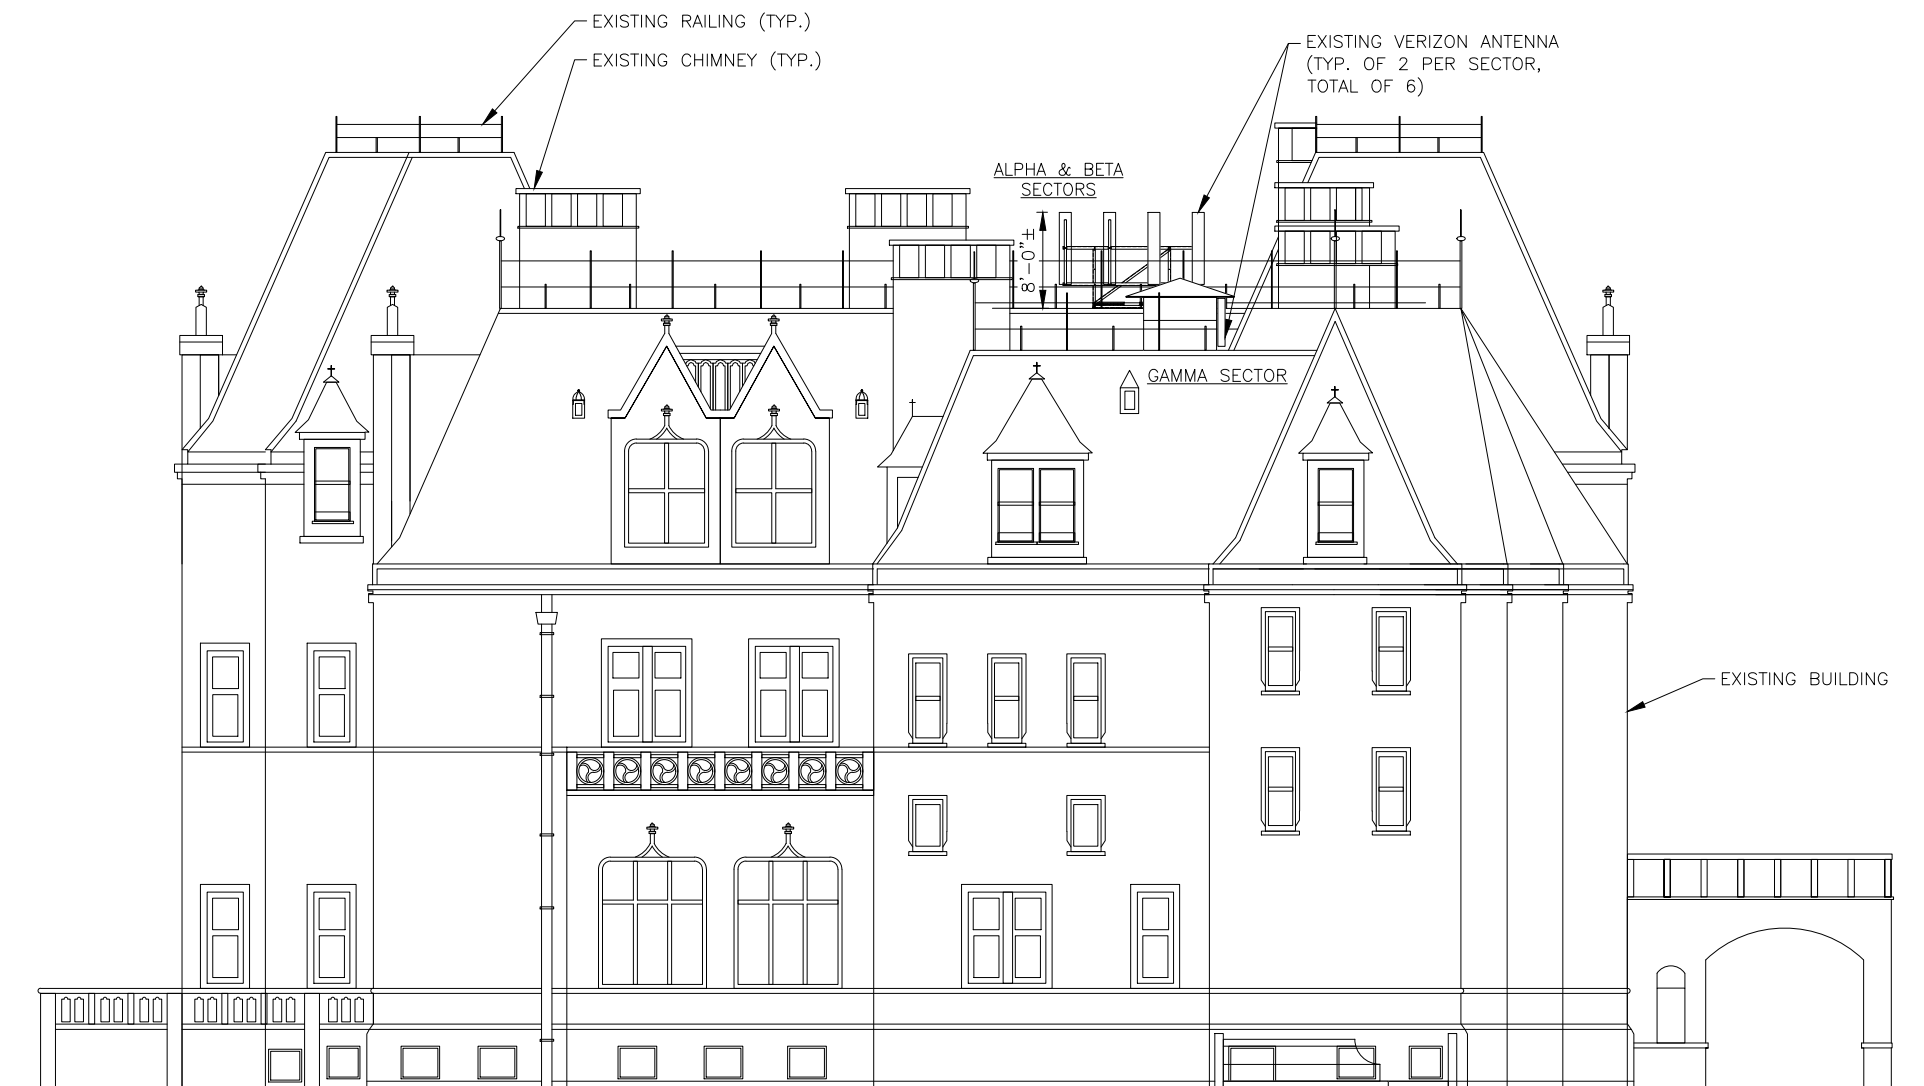 EXISTING RAILING (TYP.)
EXISTING CHIMNEY (TYP.)
EXISTING VERIZON ANTENNA
(TYP. OF 2 PER SECTOR,
TOTAL OF 6)
ALPHA & BETA
SECTORS
8'-0"±
GAMMA SECTOR
EXISTING BUILDING